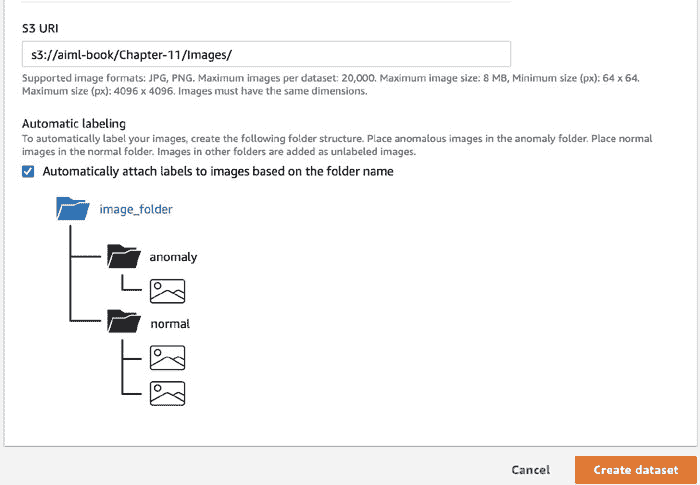 S3 URI
s3://aiml-book/Chapter-11/Images/
Supported image formats: JPG, PNG. Maximum images per dataset: 20,000. Maximum image size: 8 MB, Minimum size (px): 64 x 64.
Maximum size (px): 4096 x 4096. Images must have the same dimensions.
Automatic labeling
To automatically label your images, create the following folder structure. Place anomalous images in the anomaly folder. Place normal
images in the normal folder. Images in other folders are added as unlabeled images.
Automatically attach labels to images based on the folder name
image_folder
anomaly
normal
Cancel
Create dataset